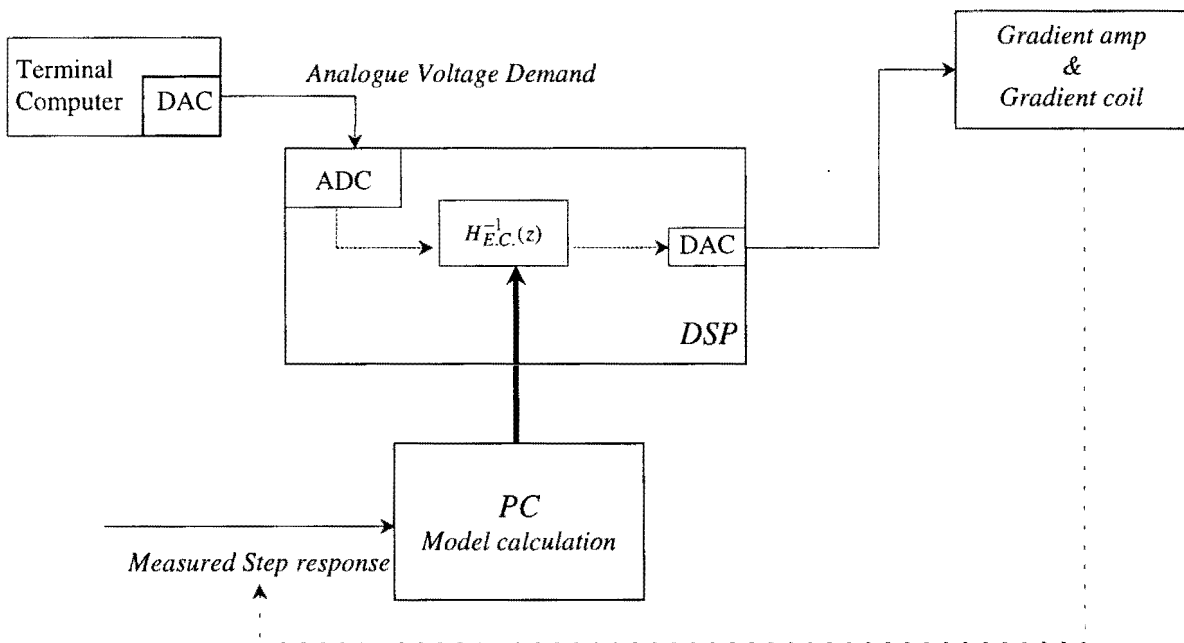 Terminal
Computer
DAC
Analogue Voltage Demand
Gradient amp
&
Gradient coil
ADC
H_{E.C.}^{-1}(z)
DAC
DSP
PC
Model calculation
Measured Step response